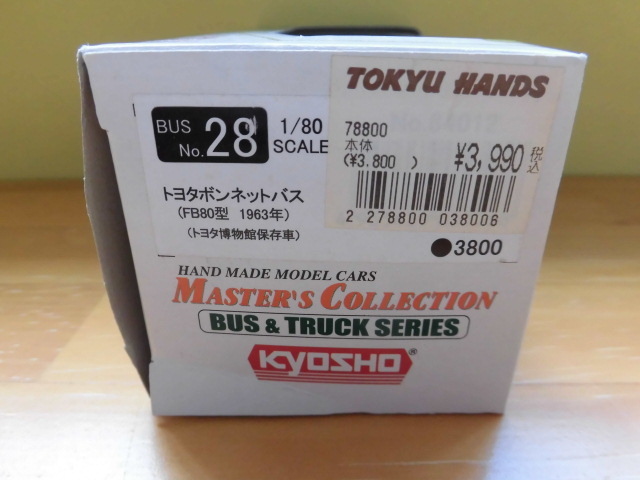 TOKYU HANDS
78800
本体
(¥3.800 )
¥3,990 税込
2 278800 038006
BUS No. 28
1/80 SCALE
トヨタボンネットバス
(FB80型 1963年)
(トヨタ博物館保存車)
●3800
HAND MADE MODEL CARS
MASTER'S COLLECTION
BUS & TRUCK SERIES
KYOSHO®